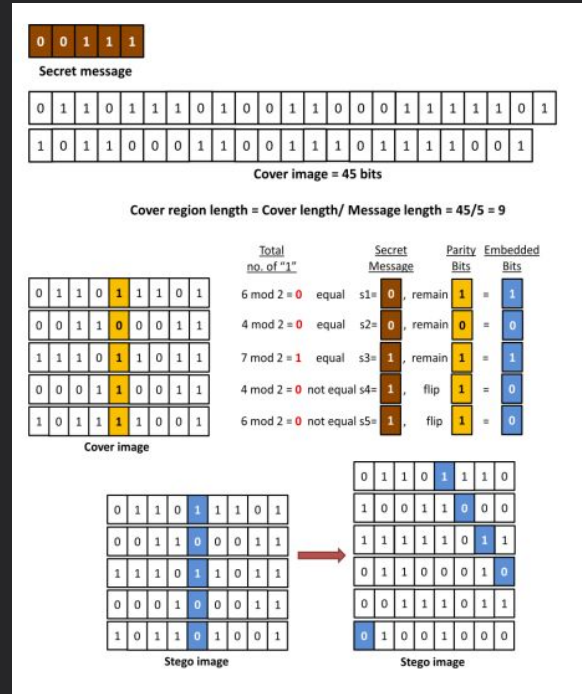 0 0 1 1 1
Secret message
0 1 1 0 1 1 1 0 1 0 0 1 1 0 0 0 1 1 1 1 1 0 1
1 0 1 1 0 0 0 1 1 0 0 1 1 1 0 1 1 1 1 0 0 1
Cover image = 45 bits
Cover region length = Cover length/ Message length = 45/5 = 9
Total Secret Parity Embedded
no. of “1” Message Bits Bits
0 1 1 0 1 1 1 0 1 6 mod 2 = 0 equal s1= 0 , remain 1 = 1
0 0 1 1 0 0 0 1 1 4 mod 2 = 0 equal s2= 0 , remain 0 = 0
1 1 1 0 1 1 0 1 1 7 mod 2 = 1 equal s3= 1 , remain 1 = 1
0 0 0 1 1 0 0 1 1 4 mod 2 = 0 not equal s4= 1 , flip 1 = 0
1 0 1 1 1 1 0 0 1 6 mod 2 = 0 not equal s5= 1 , flip 1 = 0
Cover image
0 1 1 0 1 1 1 0 1
0 0 1 1 0 0 0 1 1
1 1 1 0 1 1 0 1 1
0 0 0 1 0 0 0 1 1
1 0 1 1 0 1 0 0 1
Stego image
0 1 1 0 1 1 1 0
1 0 0 1 1 0 0 0
1 1 1 1 1 0 1 1
0 1 1 0 0 0 1 0
0 0 1 1 1 0 1 1
0 1 0 0 1 0 0 0
Stego image